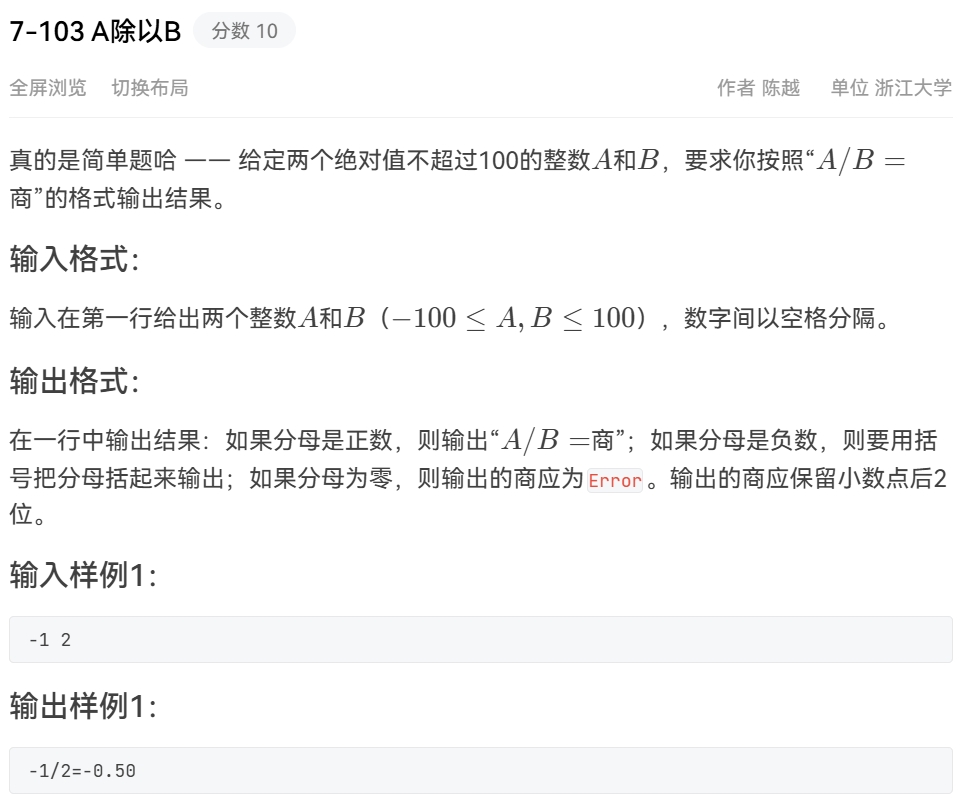 7-103 A除以B 分数 10
全屏浏览 切换布局 作者 陈越 单位 浙江大学
真的是简单题哈 —— 给定两个绝对值不超过100的整数A和B，要求你按照“A/B =
商”的格式输出结果。
输入格式：
输入在第一行给出两个整数A和B（−100 ≤ A, B ≤ 100），数字间以空格分隔。
输出格式：
在一行中输出结果：如果分母是正数，则输出“A/B =商”；如果分母是负数，则要用括
号把分母括起来输出；如果分母为零，则输出的商应为Error。输出的商应保留小数点后2
位。
输入样例1：
-1 2
输出样例1：
-1/2=-0.50